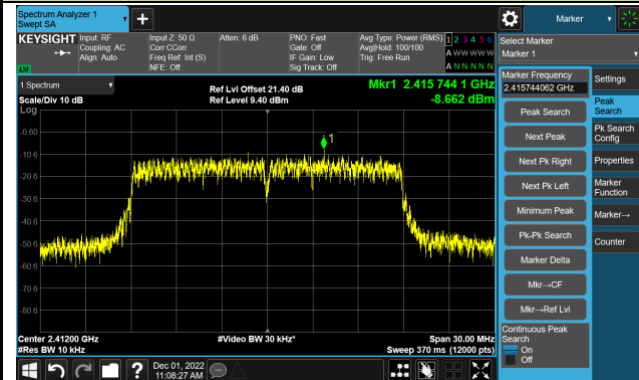 Spectrum Analyzer 1
Swept SA
Marker
KEYSIGHT
Input: RF
Coupling: AC
Align: Auto
Input Z: 50 Ω
Corr CCorr
Freq Ref: Int (S)
NFE: Off
Atten: 6 dB
PNO: Fast
Gate: Off
IF Gain: Low
Sig Track: Off
Avg Type: Power (RMS)
Avg|Hold: 100/100
Trig: Free Run
1 2 3 4 5 6
A W W W W W
A N N N N N
Select Marker
Marker 1
1 Spectrum
Scale/Div 10 dB
Log
Ref Lvl Offset 21.40 dB
Ref Level 9.40 dBm
Mkr1 2.415 744 1 GHz
-8.662 dBm
1
-0.60
-10.6
-20.6
-30.6
-40.6
-50.6
-60.6
-70.6
-80.6
Center 2.41200 GHz
#Res BW 10 kHz
#Video BW 30 kHz*
Span 30.00 MHz
Sweep 370 ms (12000 pts)
Marker Frequency
2.415744062 GHz
Peak Search
Next Peak
Next Pk Right
Next Pk Left
Minimum Peak
Pk-Pk Search
Marker Delta
Mkr→CF
Mkr→Ref Lvl
Continuous Peak
Search
On
Off
Settings
Peak
Search
Pk Search
Config
Properties
Marker
Function
Marker→
Counter
?
Dec 01, 2022
11:08:27 AM